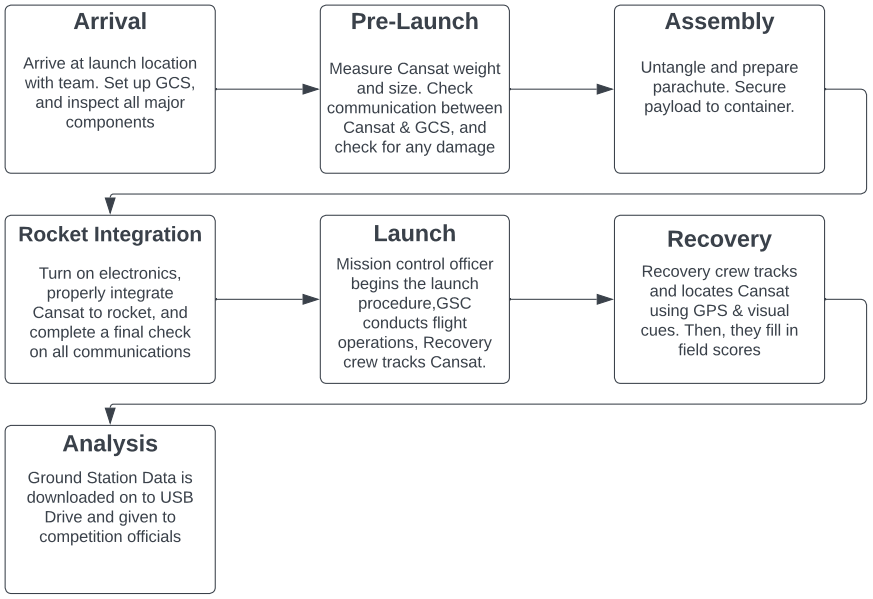 Arrival
Arrive at launch location
with team. Set up GCS,
and inspect all major
components
Pre-Launch
Measure Cansat weight
and size. Check
communication between
Cansat & GCS, and
check for any damage
Assembly
Untangle and prepare
parachute. Secure
payload to container.
Rocket Integration
Turn on electronics,
properly integrate
Cansat to rocket, and
complete a final check
on all communications
Launch
Mission control officer
begins the launch
procedure,GSC
conducts flight
operations, Recovery
crew tracks Cansat.
Recovery
Recovery crew tracks
and locates Cansat
using GPS & visual
cues. Then, they fill in
field scores
Analysis
Ground Station Data is
downloaded on to USB
Drive and given to
competition officials